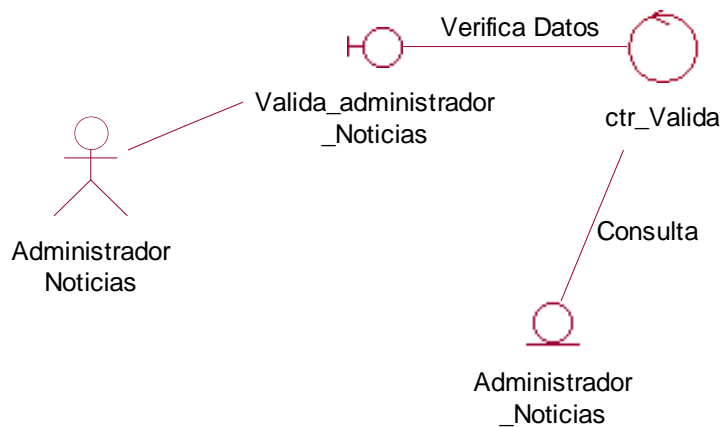 Verifica Datos
Valida_administrador
_Noticias
ctr_Valida
Administrador
Noticias
Consulta
Administrador
_Noticias